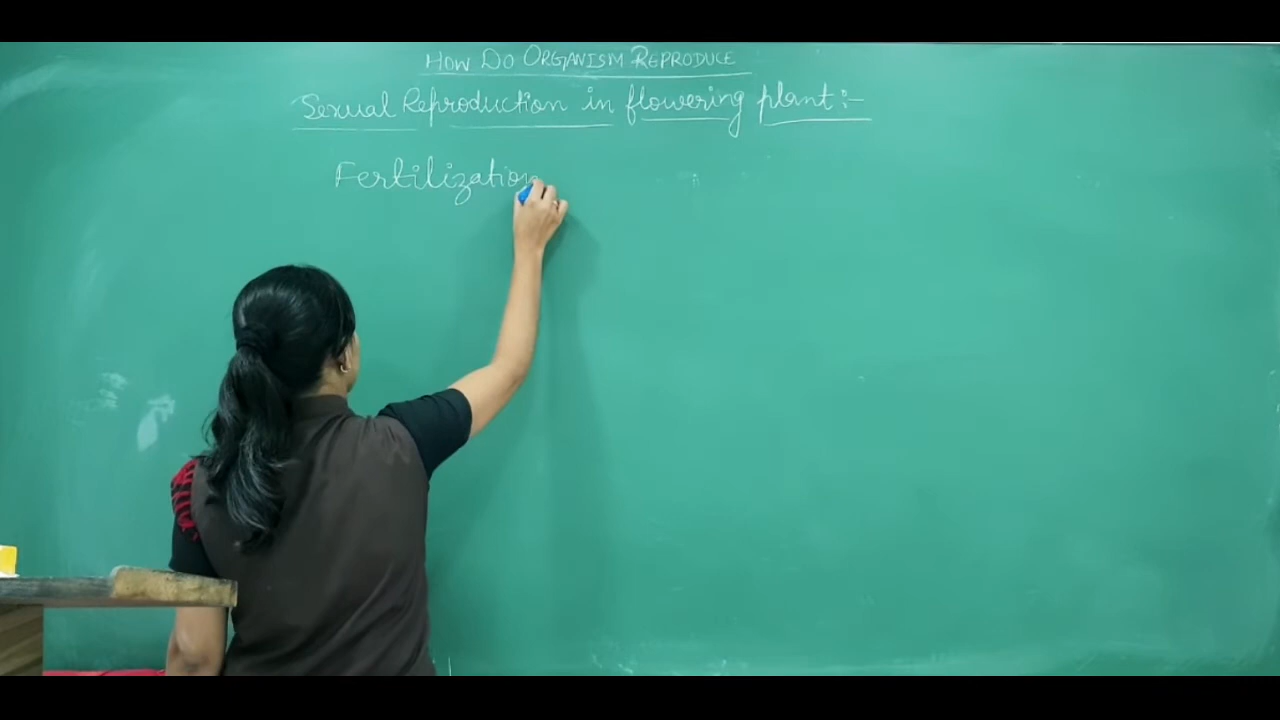 HOW DO ORGANISM REPRODUCE
Sexual Reproduction in flowering plant:-
Fertilization